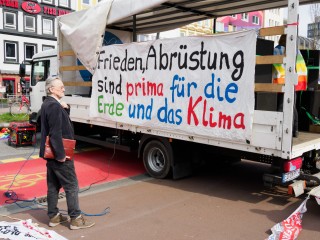 Frieden, Abrüstung
sind prima für die
Erde und das Klima